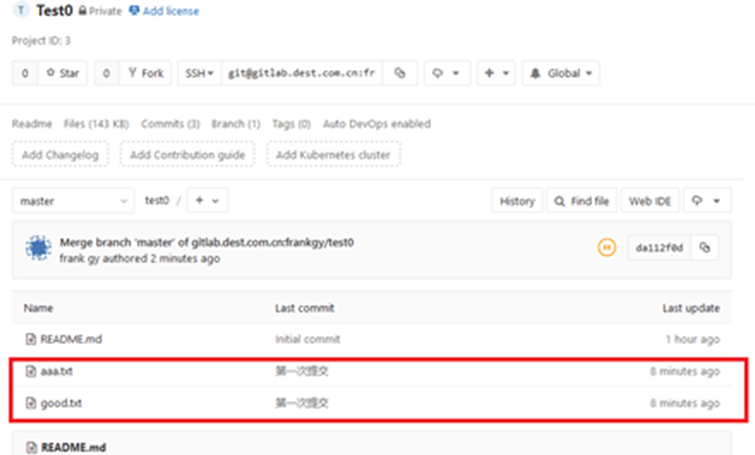 T Test0 Private Add license
Project ID: 3
0 Star 0 Fork SSH git@gitlab.dest.com.cn:fr Global
Readme Files (143 KB) Commits (3) Branch (1) Tags (0) Auto DevOps enabled
Add Changelog Add Contribution guide Add Kubernetes cluster
master test0 / + History Find file Web IDE
Merge branch 'master' of gitlab.dest.com.cn:frankgy/test0
frank gy authored 2 minutes ago
da112f0d
Name Last commit Last update
README.md Initial commit 1 hour ago
aaa.txt 第一次提交 8 minutes ago
good.txt 第一次提交 8 minutes ago
README.md